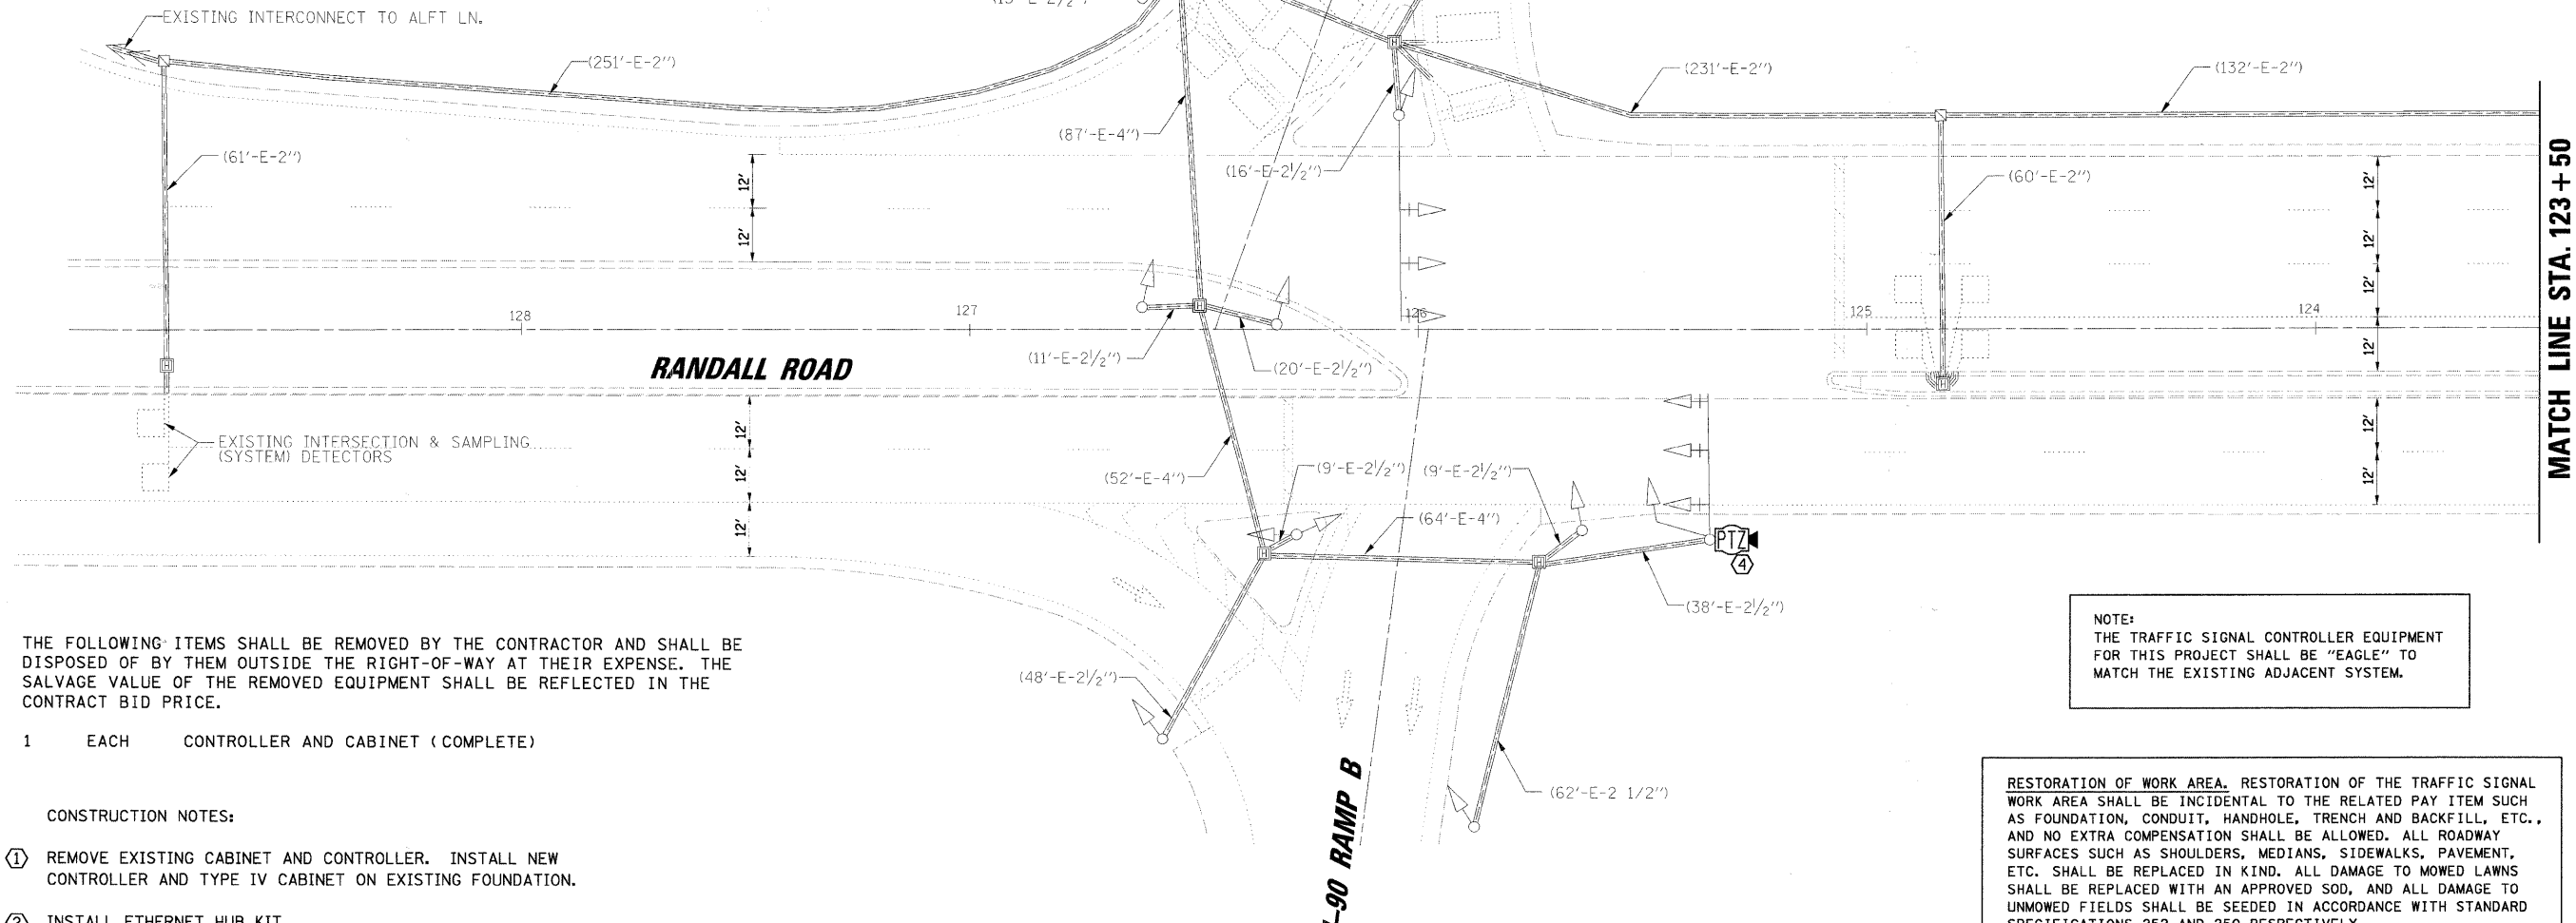 EXISTING INTERCONNECT TO ALFT LN.
(251'-E-2")
(231'-E-2")
(132'-E-2")
(87'-E-4")
(61'-E-2")
(16'-E-2½")
(60'-E-2")
12'
12'
12'
12'
12'
12'
MATCH LINE STA. 123+50
128
127
126
125
124
RANDALL ROAD
(11'-E-2½")
(20'-E-2½")
EXISTING INTERSECTION & SAMPLING
(SYSTEM) DETECTORS
12'
12'
12'
12'
12'
(52'-E-4")
(9'-E-2½")
(9'-E-2½")
(64'-E-4")
PTZ
4
(38'-E-2½")
(48'-E-2½")
(62'-E-2 1/2")
H
H
H
H
H
H
-90 RAMP B
THE FOLLOWING ITEMS SHALL BE REMOVED BY THE CONTRACTOR AND SHALL BE
DISPOSED OF BY THEM OUTSIDE THE RIGHT-OF-WAY AT THEIR EXPENSE. THE
SALVAGE VALUE OF THE REMOVED EQUIPMENT SHALL BE REFLECTED IN THE
CONTRACT BID PRICE.
1 EACH CONTROLLER AND CABINET (COMPLETE)
CONSTRUCTION NOTES:
1 REMOVE EXISTING CABINET AND CONTROLLER. INSTALL NEW
CONTROLLER AND TYPE IV CABINET ON EXISTING FOUNDATION.
2 INSTALL ETHERNET HUB KIT
NOTE:
THE TRAFFIC SIGNAL CONTROLLER EQUIPMENT
FOR THIS PROJECT SHALL BE "EAGLE" TO
MATCH THE EXISTING ADJACENT SYSTEM.
RESTORATION OF WORK AREA. RESTORATION OF THE TRAFFIC SIGNAL
WORK AREA SHALL BE INCIDENTAL TO THE RELATED PAY ITEM SUCH
AS FOUNDATION, CONDUIT, HANDHOLE, TRENCH AND BACKFILL, ETC.,
AND NO EXTRA COMPENSATION SHALL BE ALLOWED. ALL ROADWAY
SURFACES SUCH AS SHOULDERS, MEDIANS, SIDEWALKS, PAVEMENT,
ETC. SHALL BE REPLACED IN KIND. ALL DAMAGE TO MOWED LAWNS
SHALL BE REPLACED WITH AN APPROVED SOD, AND ALL DAMAGE TO
UNMOWED FIELDS SHALL BE SEEDED IN ACCORDANCE WITH STANDARD
SPECIFICATIONS 252 AND 250 RESPECTIVELY.